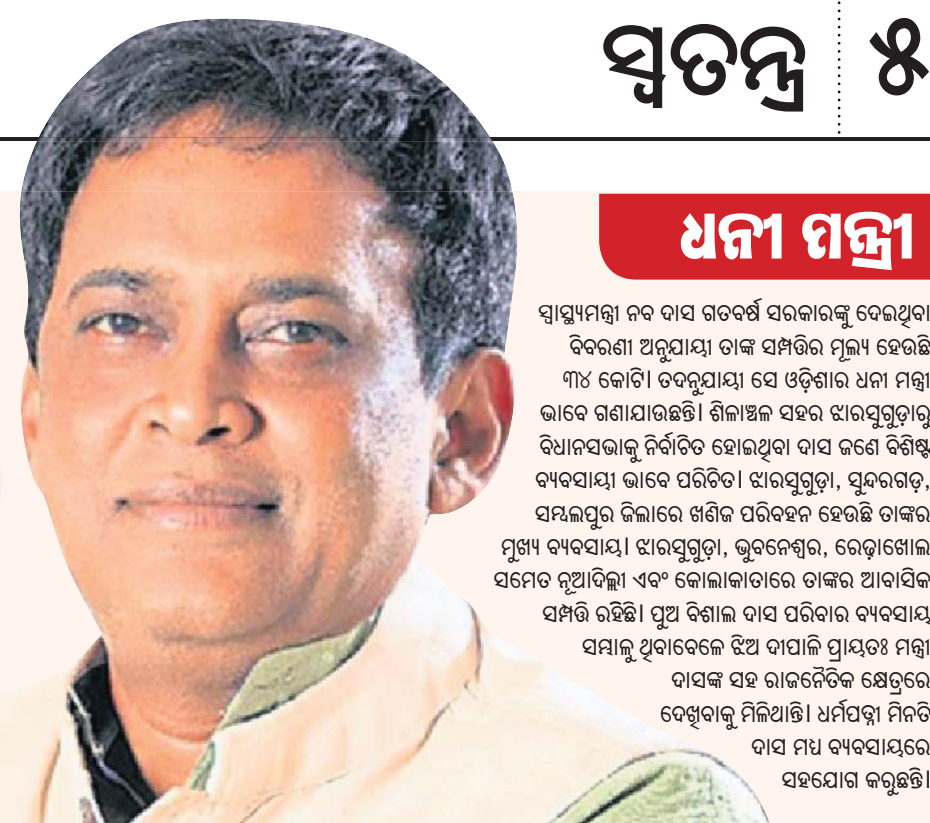 ସ୍ୱତନ୍ତ୍ର ୫
ଧନୀ ମନ୍ତ୍ରୀ
ସ୍ୱାସ୍ଥ୍ୟମନ୍ତ୍ରୀ ନବ ଦାସ ଗତବର୍ଷ ସରକାରଙ୍କୁ ଦେଇଥିବା
ବିବରଣୀ ଅନୁଯାୟୀ ତାଙ୍କ ସମ୍ପତ୍ତିର ମୂଲ୍ୟ ହେଉଛି
୩୪ କୋଟି। ତଦନୁଯାୟୀ ସେ ଓଡ଼ିଶାର ଧନୀ ମନ୍ତ୍ରୀ
ଭାବେ ଗଣାଯାଉଛନ୍ତି। ଶିଳାଞ୍ଚଳ ସହର ଝାରସୁଗୁଡ଼ାରୁ
ବିଧାନସଭାକୁ ନିର୍ବାଚିତ ହୋଇଥିବା ଦାସ ଜଣେ ବିଶିଷ୍ଟ
ବ୍ୟବସାୟୀ ଭାବେ ପରିଚିତ। ଝାରସୁଗୁଡ଼ା, ସୁନ୍ଦରଗଡ଼,
ସମ୍ୱଲପୁର ଜିଲାରେ ଖଣିଜ ପରିବହନ ହେଉଛି ତାଙ୍କର
ମୁଖ୍ୟ ବ୍ୟବସାୟ। ଝାରସୁଗୁଡ଼ା, ଭୁବନେଶ୍ୱର, ରେଢ଼ାଖୋଲ
ସମେତ ନୂଆଦିଲ୍ଲୀ ଏବଂ କୋଲାକାତାରେ ତାଙ୍କର ଆବାସିକ
ସମ୍ପତ୍ତି ରହିଛି। ପୁଅ ବିଶାଲ ଦାସ ପରିବାର ବ୍ୟବସାୟ
ସମ୍ଭାଳୁ ଥିବାବେଳେ ଝିଅ ଦୀପାଳି ପ୍ରାୟତଃ ମନ୍ତ୍ରୀ
ଦାସଙ୍କ ସହ ରାଜନୈତିକ କ୍ଷେତ୍ରରେ
ଦେଖିବାକୁ ମିଳିଥାନ୍ତି। ଧର୍ମପତ୍ନୀ ମିନତି
ଦାସ ମଧ୍ୟ ବ୍ୟବସାୟରେ
ସହଯୋଗ କରୁଛନ୍ତି।